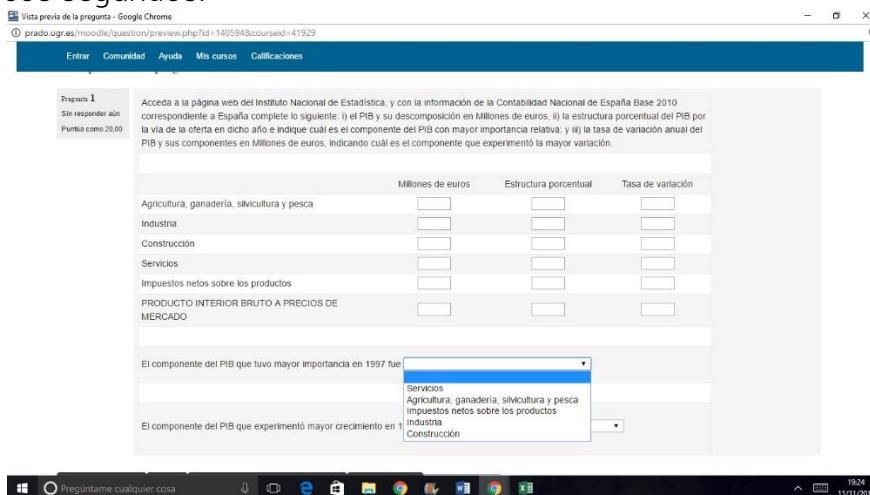 Vista previa de la pregunta - Google Chrome
prado.ugr.es/moodle/question/preview.php?id=140594&courseid=41929
Entrar Comunidad Ayuda Mis cursos Calificaciones
Pregunta 1
Sin responder aún
Puntúa como 20,00
Acceda a la página web del Instituto Nacional de Estadística, y con la información de la Contabilidad Nacional de España Base 2010
correspondiente a España complete lo siguiente: i) el PIB y su descomposición en Millones de euros, ii) la estructura porcentual del PIB por
la vía de la oferta en dicho año e indique cuál es el componente del PIB con mayor importancia relativa; y iii) la tasa de variación anual del
PIB y sus componentes en Millones de euros, indicando cuál es el componente que experimentó la mayor variación.
Millones de euros Estructura porcentual Tasa de variación
Agricultura, ganadería, silvicultura y pesca
Industria
Construcción
Servicios
Impuestos netos sobre los productos
PRODUCTO INTERIOR BRUTO A PRECIOS DE
MERCADO
El componente del PIB que tuvo mayor importancia en 1997 fue
Servicios
Agricultura, ganadería, silvicultura y pesca
Impuestos netos sobre los productos
Industria
Construcción
El componente del PIB que experimentó mayor crecimiento en 1
Pregúntame cualquier cosa
19:24